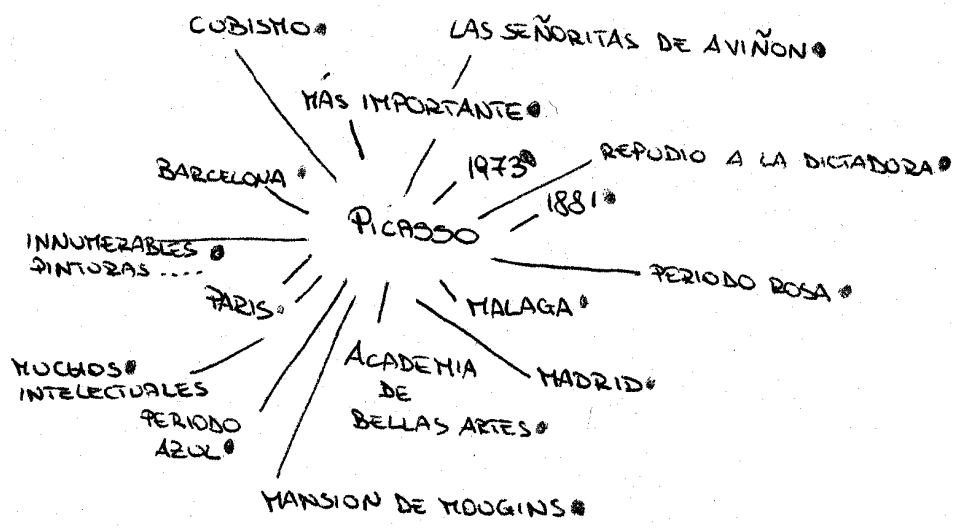 CUBISMO
LAS SEÑORITAS DE AVIÑON
MÁS IMPORTANTE
1973
REPUDIO A LA DICTADURA
BARCELONA
1881
PICASSO
INNUMERABLES
PINTURAS ....
PERIODO ROSA
PARIS
MALAGA
MUCHOS
INTELECTUALES
ACADEMIA
DE
BELLAS ARTES
MADRID
PERIODO
AZUL
MANSION DE MOUGINS